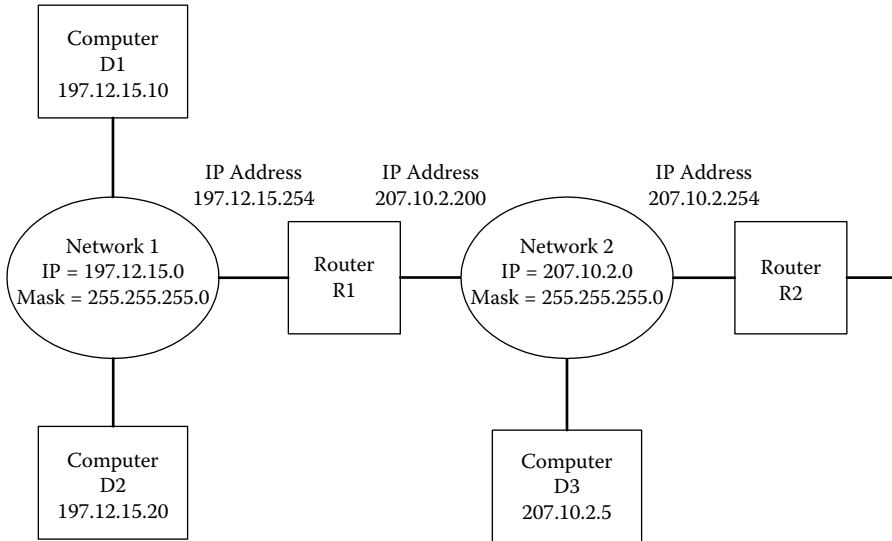 Computer
D1
197.12.15.10
IP Address
197.12.15.254
IP Address
207.10.2.200
IP Address
207.10.2.254
Network 1
IP = 197.12.15.0
Mask = 255.255.255.0
Router
R1
Network 2
IP = 207.10.2.0
Mask = 255.255.255.0
Router
R2
Computer
D2
197.12.15.20
Computer
D3
207.10.2.5